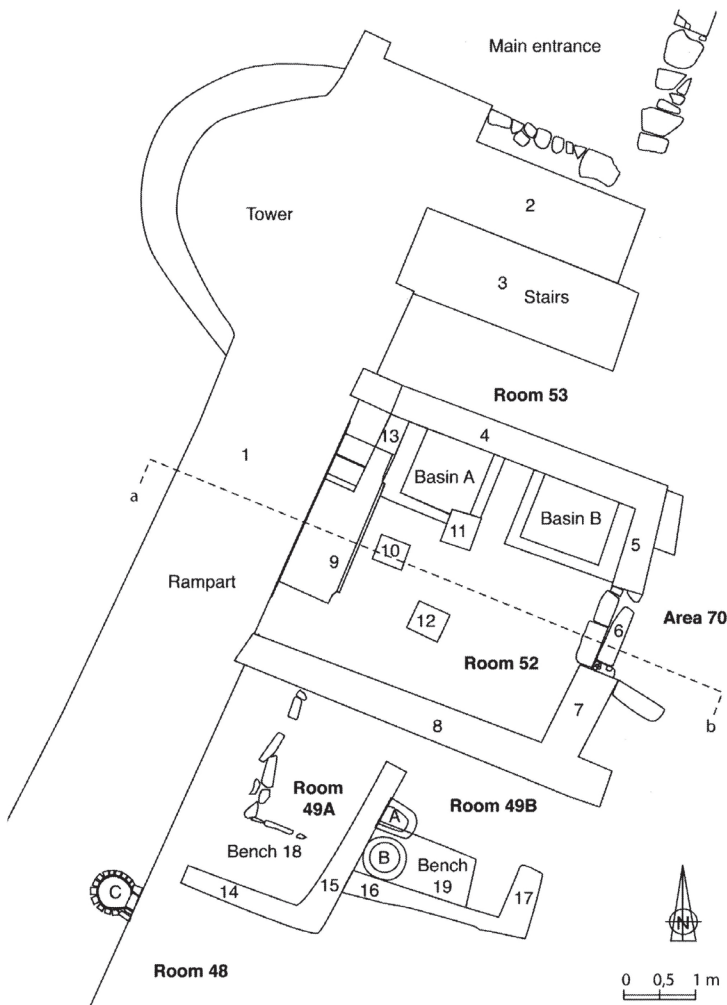 Main entrance
2
Tower
3
Stairs
Room 53
13
4
1
Basin A
a
11
Basin B
5
10
9
Rampart
12
6
Area 70
Room 52
7
8
b
Room
49A
Room 49B
A
Bench 18
B
Bench
19
15
16
14
17
C
N
Room 48
0 0,5 1 m